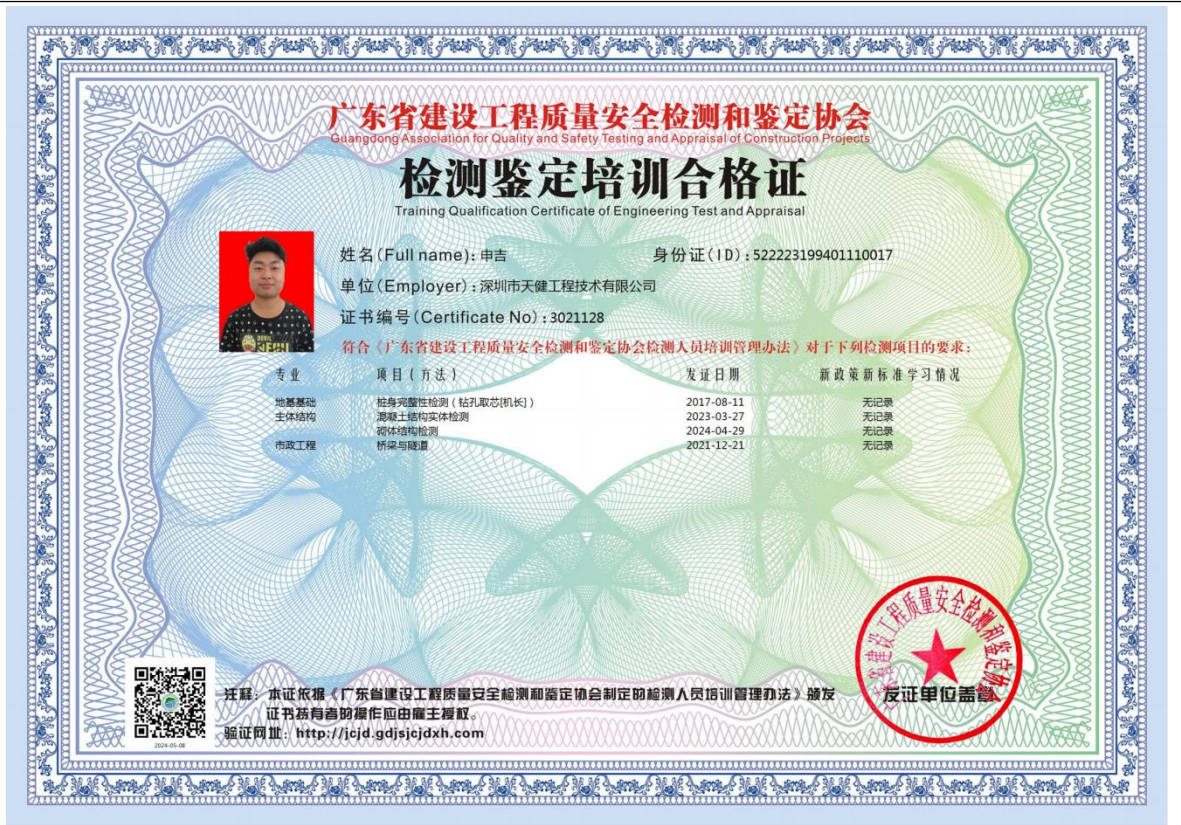 广东省建设工程质量安全检测和鉴定协会
Guangdong Association for Quality and Safety Testing and Appraisal of Construction Projects
检测鉴定培训合格证
Training Qualification Certificate of Engineering Test and Appraisal
姓名(Full name): 申吉 身份证(ID): 522223199401110017
单位(Employer): 深圳市天健工程技术有限公司
证书编号(Certificate No): 3021128
符合《广东省建设工程质量安全检测和鉴定协会检测人员培训管理办法》对于下列检测项目的要求:
专业 项目(方法) 发证日期 新政策新标准学习情况
地基基础 桩身完整性检测(钻孔取芯[机长]) 2017-08-11 无记录
主体结构 混凝土结构实体检测 2023-03-27 无记录
砌体结构检测 2024-04-29 无记录
市政工程 桥梁与隧道 2021-12-21 无记录
广东省建设工程质量安全检测和鉴定协会
发证单位盖章
注释: 本证依据《广东省建设工程质量安全检测和鉴定协会制定的检测人员培训管理办法》颁发
证书持有者的操作应由雇主授权。
验证网址: http://jcjd.gdjsjcjdxh.com
2024-05-08